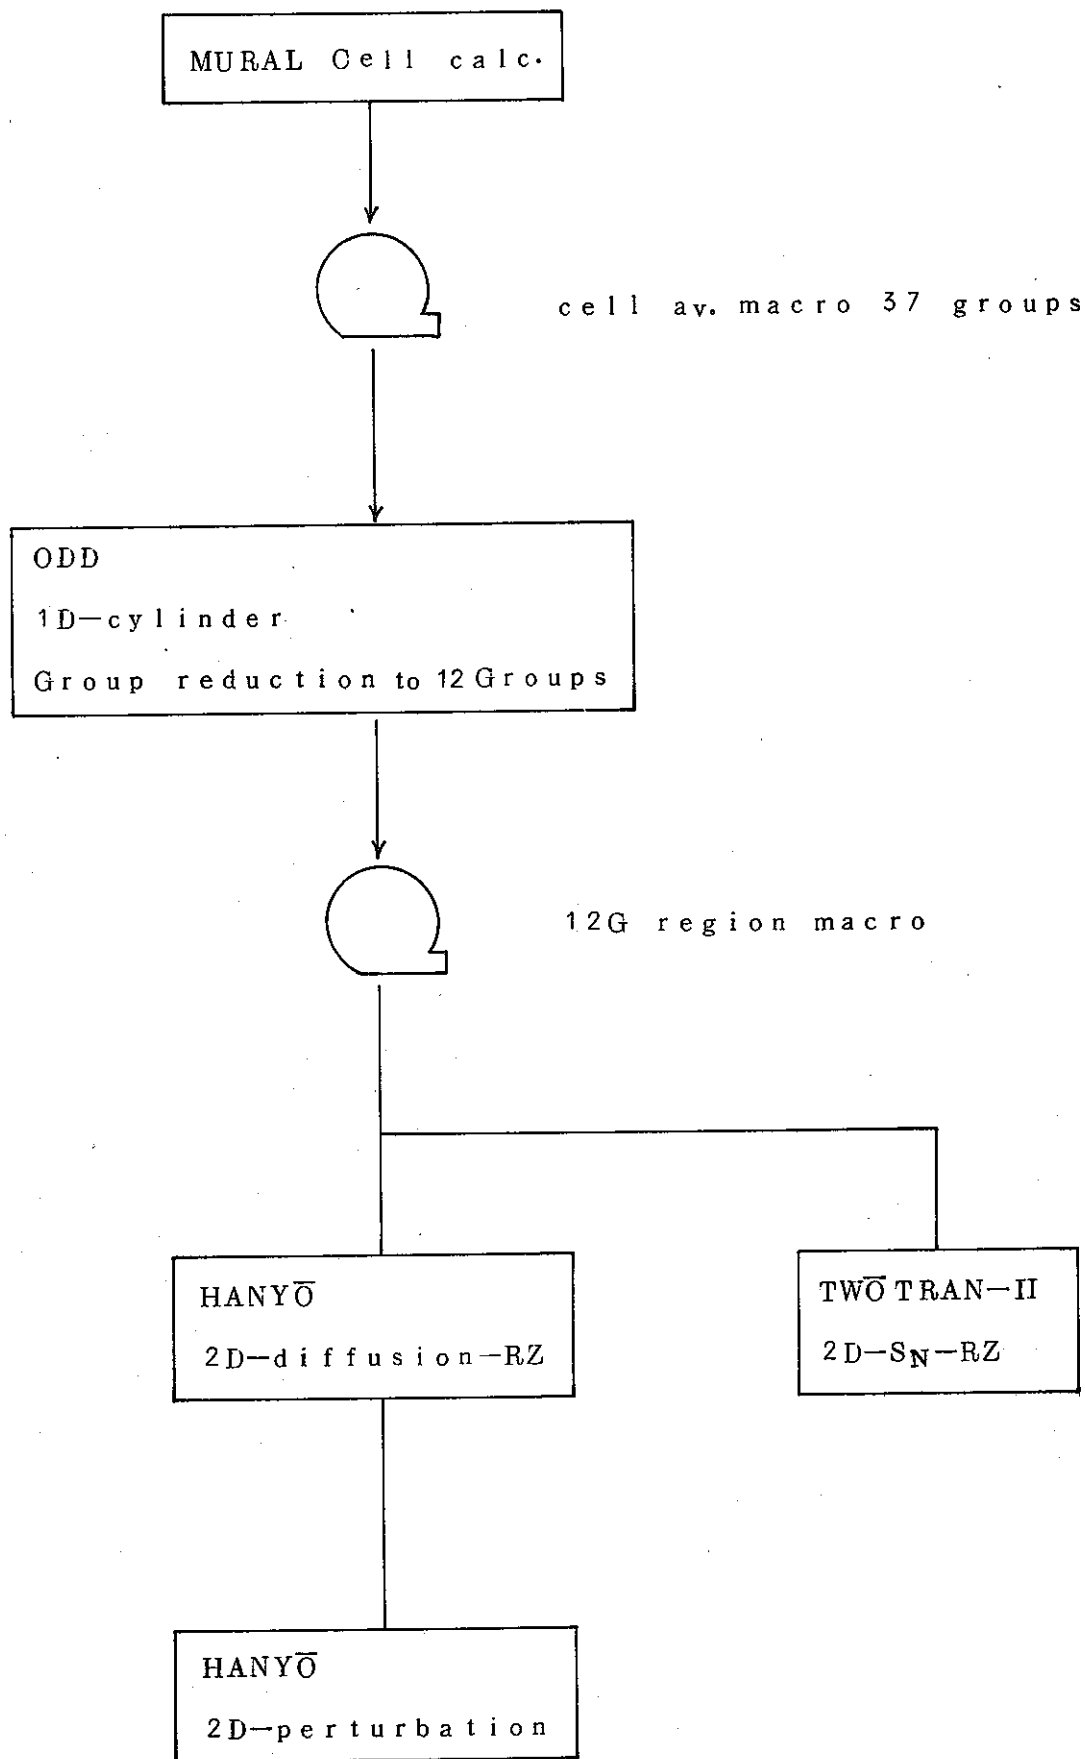 MURAL Cell calc.
cell av. macro 37 groups
ODD
1D-cylinder
Group reduction to 12 Groups
12G region macro
HANYŌ
2D-diffusion-RZ
TWŌTRAN-II
2D-SN-RZ
HANYŌ
2D-perturbation